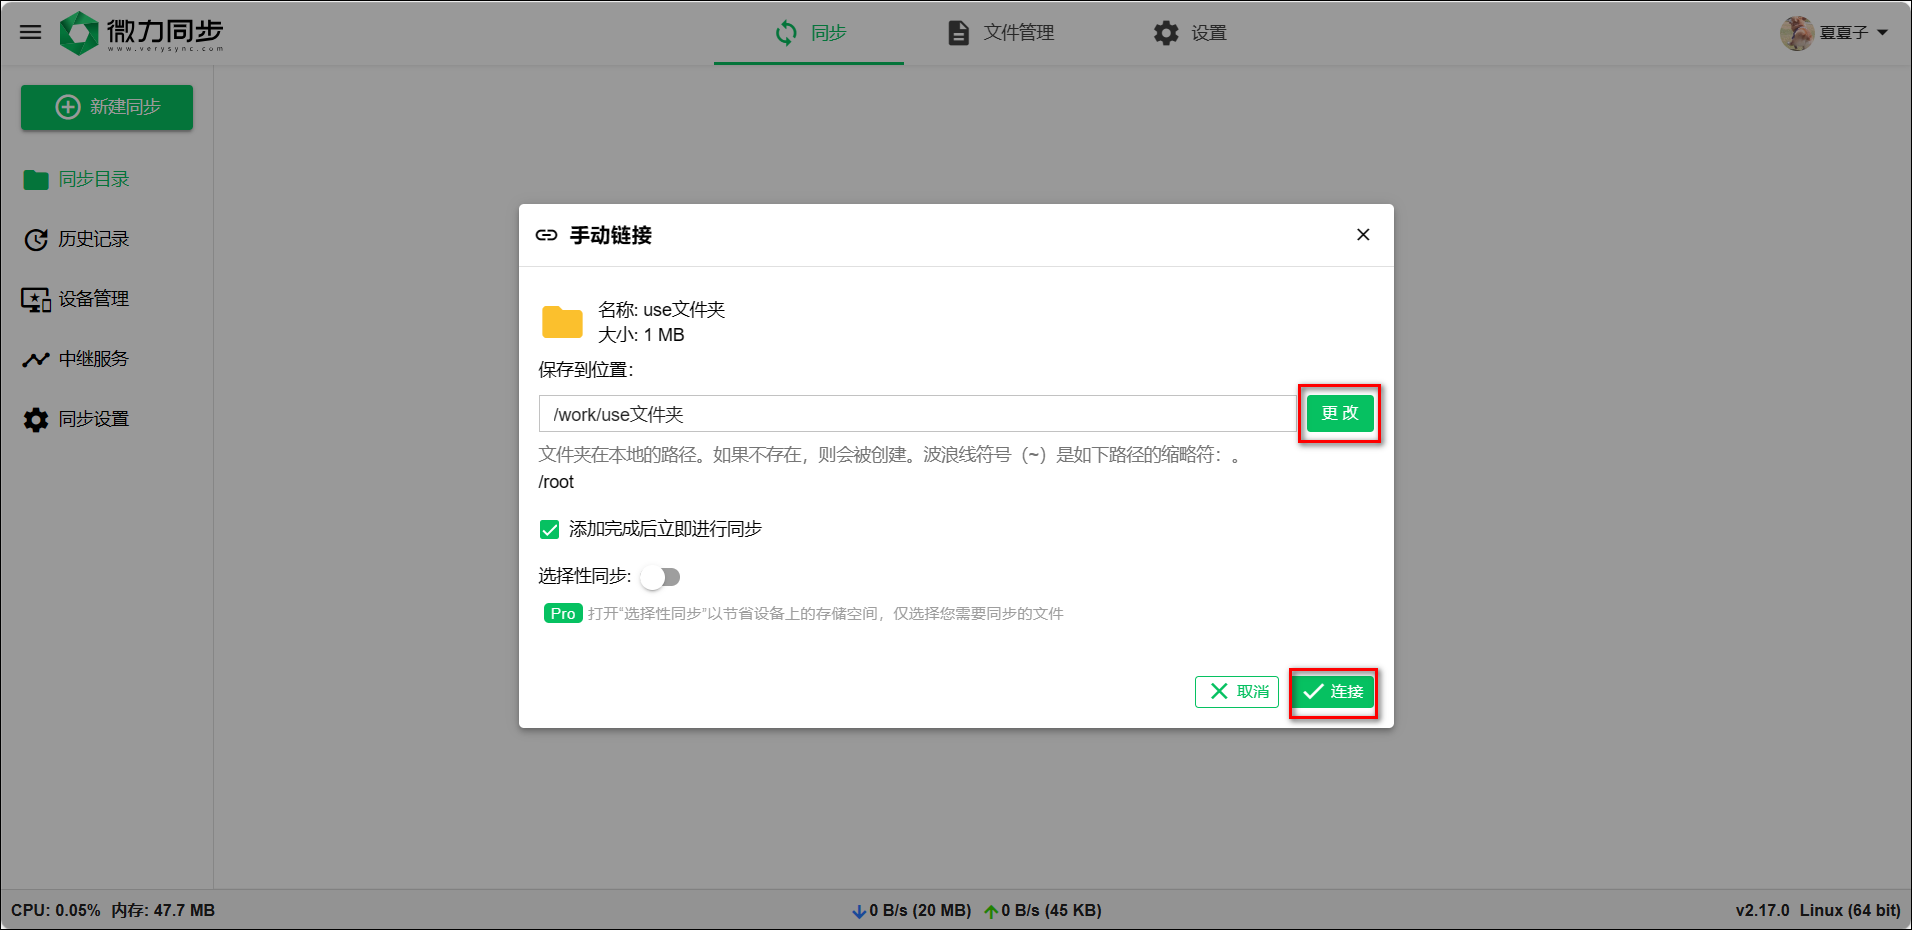 微力同步
www.verysync.com
同步
文件管理
设置
夏夏子
新建同步
同步目录
历史记录
设备管理
中继服务
同步设置
手动链接
名称: use文件夹
大小: 1 MB
保存到位置:
/work/use文件夹
更 改
文件夹在本地的路径。如果不存在，则会被创建。波浪线符号（~）是如下路径的缩略符：。
/root
添加完成后立即进行同步
选择性同步:
Pro 打开“选择性同步”以节省设备上的存储空间，仅选择您需要同步的文件
取消
连接
CPU: 0.05% 内存: 47.7 MB
0 B/s (20 MB) 0 B/s (45 KB)
v2.17.0 Linux (64 bit)